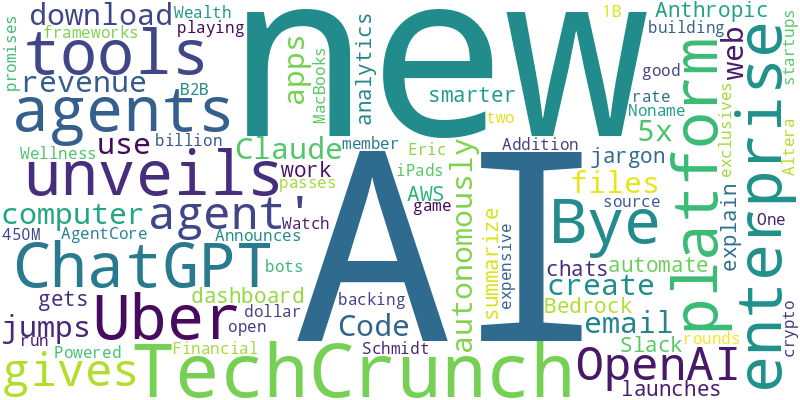 download
Wealth
frameworks
playing
promises
tools
new
revenue
B2B
agents
apps
MacBooks
analytics
smarter
two
1B
Anthropic
building
good
web
startups
rate
Noname
platform
enterprise
use
billion
Claude
member
Eric
Addition
5x
exclusives
Altera
Wellness
unveils
passes
work
iPads
AWS
game
autonomously
jargon
files
source
One
computer
agent'
Watch
AI
Bye
explain
450M
AgentCore
Announces
ChatGPT
bots
summarize
expensive
chats
automate
create
gets
dashboard
backing
Bedrock
jumps
Uber
dollar
open
Code
email
run
Powered
Financial
Schmidt
Slack
rounds
crypto
gives
TechCrunch
OpenAI
launches